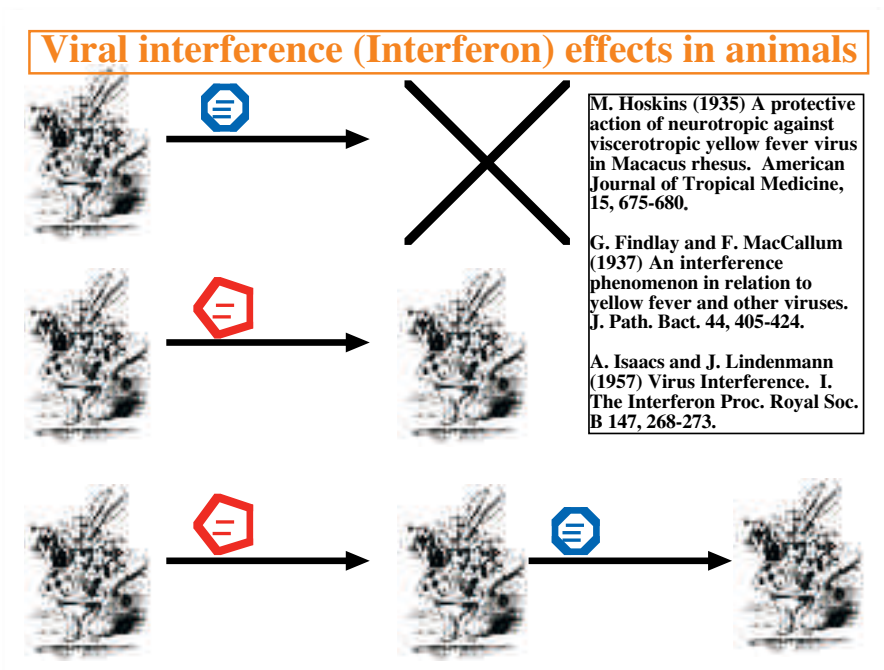 Viral interference (Interferon) effects in animals
M. Hoskins (1935) A protective
action of neurotropic against
viscerotropic yellow fever virus
in Macacus rhesus.  American
Journal of Tropical Medicine,
15, 675-680.
G. Findlay and F. MacCallum
(1937) An interference
phenomenon in relation to
yellow fever and other viruses.
J. Path. Bact. 44, 405-424.
A. Isaacs and J. Lindenmann
(1957) Virus Interference.  I.
The Interferon Proc. Royal Soc.
B 147, 268-273.